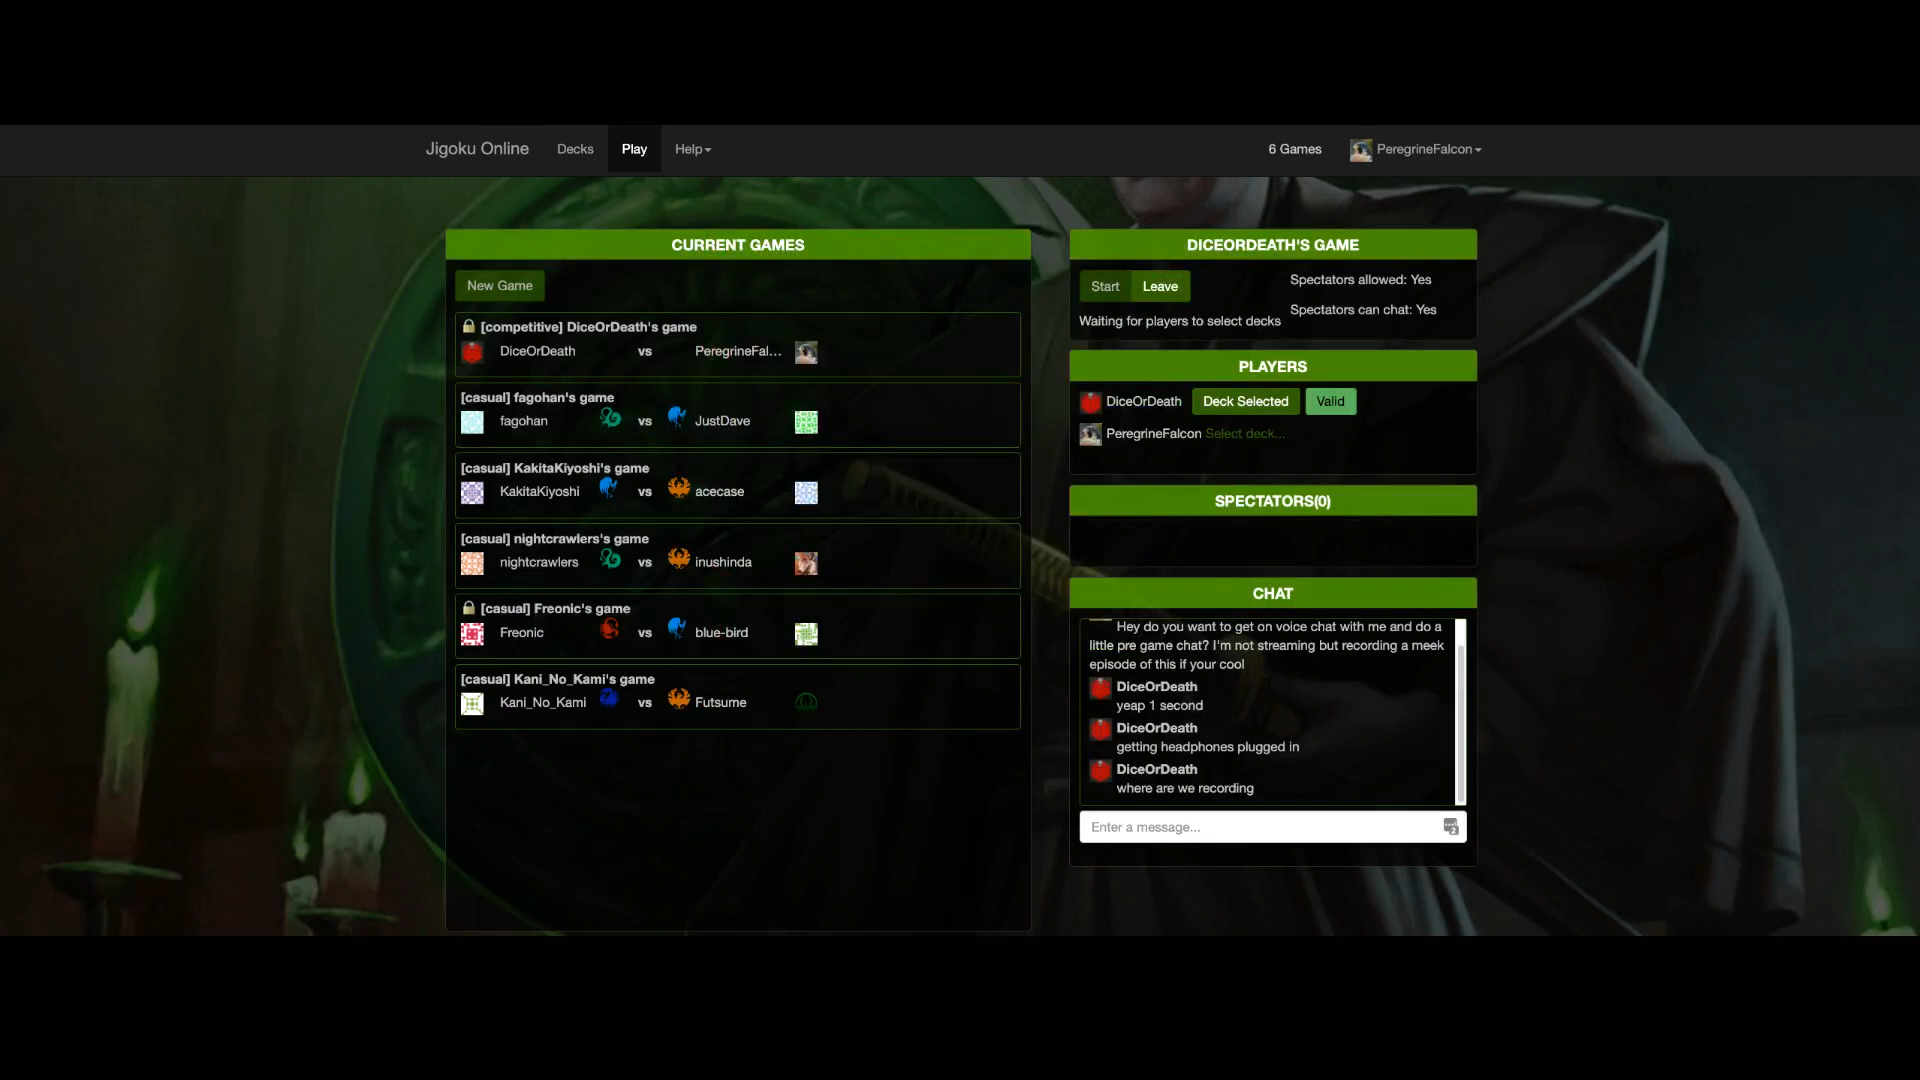 Jigoku Online Decks Play Help 6 Games PeregrineFalcon
CURRENT GAMES
New Game
[competitive] DiceOrDeath's game
DiceOrDeath vs PeregrineFal...
[casual] fagohan's game
fagohan vs JustDave
[casual] KakitaKiyoshi's game
KakitaKiyoshi vs acecase
[casual] nightcrawlers's game
nightcrawlers vs inushinda
[casual] Freonic's game
Freonic vs blue-bird
[casual] Kani_No_Kami's game
Kani_No_Kami vs Futsume
DICEORDEATH'S GAME
Start Leave
Spectators allowed: Yes
Spectators can chat: Yes
Waiting for players to select decks
PLAYERS
DiceOrDeath Deck Selected Valid
PeregrineFalcon Select deck...
SPECTATORS(0)
CHAT
Hey do you want to get on voice chat with me and do a
little pre game chat? I'm not streaming but recording a meek
episode of this if your cool
DiceOrDeath
yeap 1 second
DiceOrDeath
getting headphones plugged in
DiceOrDeath
where are we recording
Enter a message...